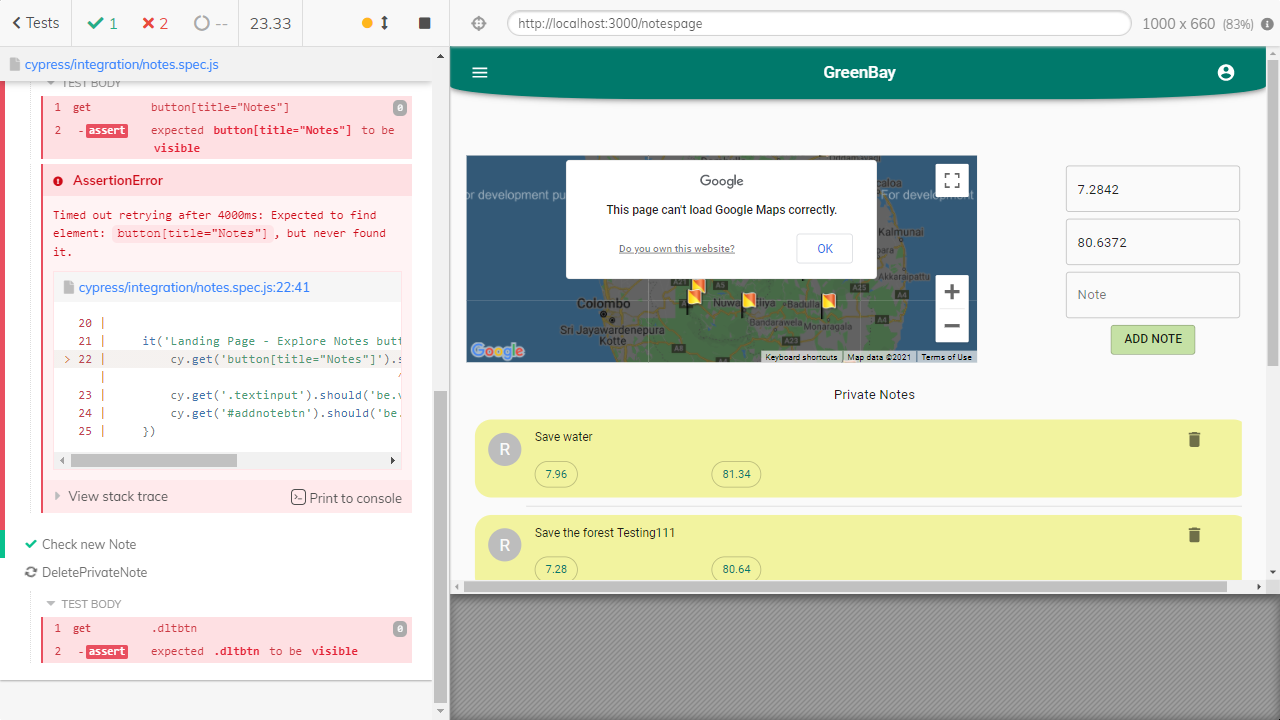 Tests
1
2
--
23.33
http://localhost:3000/notespage
1000 x 660 (83%)
cypress/integration/notes.spec.js
TEST BODY
1 get button[title="Notes"] 0
2 -assert expected button[title="Notes"] to be
visible
AssertionError
Timed out retrying after 4000ms: Expected to find
element: button[title="Notes"], but never found
it.
cypress/integration/notes.spec.js:22:41
20 |
21 | it('Landing Page - Explore Notes butt
> 22 | cy.get('button[title="Notes"]').s
| ^
23 | cy.get('.textinput').should('be.v
24 | cy.get('#addnotebtn').should('be.
25 | })
View stack trace
Print to console
Check new Note
DeletePrivateNote
TEST BODY
1 get .dltbtn 0
2 -assert expected .dltbtn to be visible
GreenBay
or development pu
For development
Google
This page can't load Google Maps correctly.
Do you own this website?
OK
Kalmunai
Akkaraipattu
A21
A5
A25
A4
Colombo
Nuwara Eliya
Badulla
Sri Jayawardenepura
Kotte
Bandarawela
Monaragala
A8
A2
Google
Keyboard shortcuts
Map data ©2021
Terms of Use
7.2842
80.6372
Note
ADD NOTE
Private Notes
R
Save water
7.96
81.34
R
Save the forest Testing111
7.28
80.64